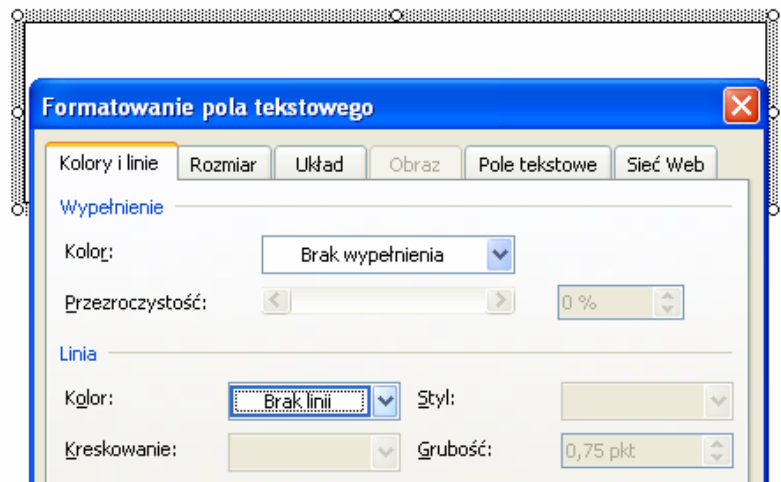 Formatowanie pola tekstowego
Kolory i linie Rozmiar Układ Obraz Pole tekstowe Sieć Web
Wypełnienie
Kolor: Brak wypełnienia
Przezroczystość: 0 %
Linia
Kolor: Brak linii Styl:
Kreskowanie: Grubość: 0,75 pkt